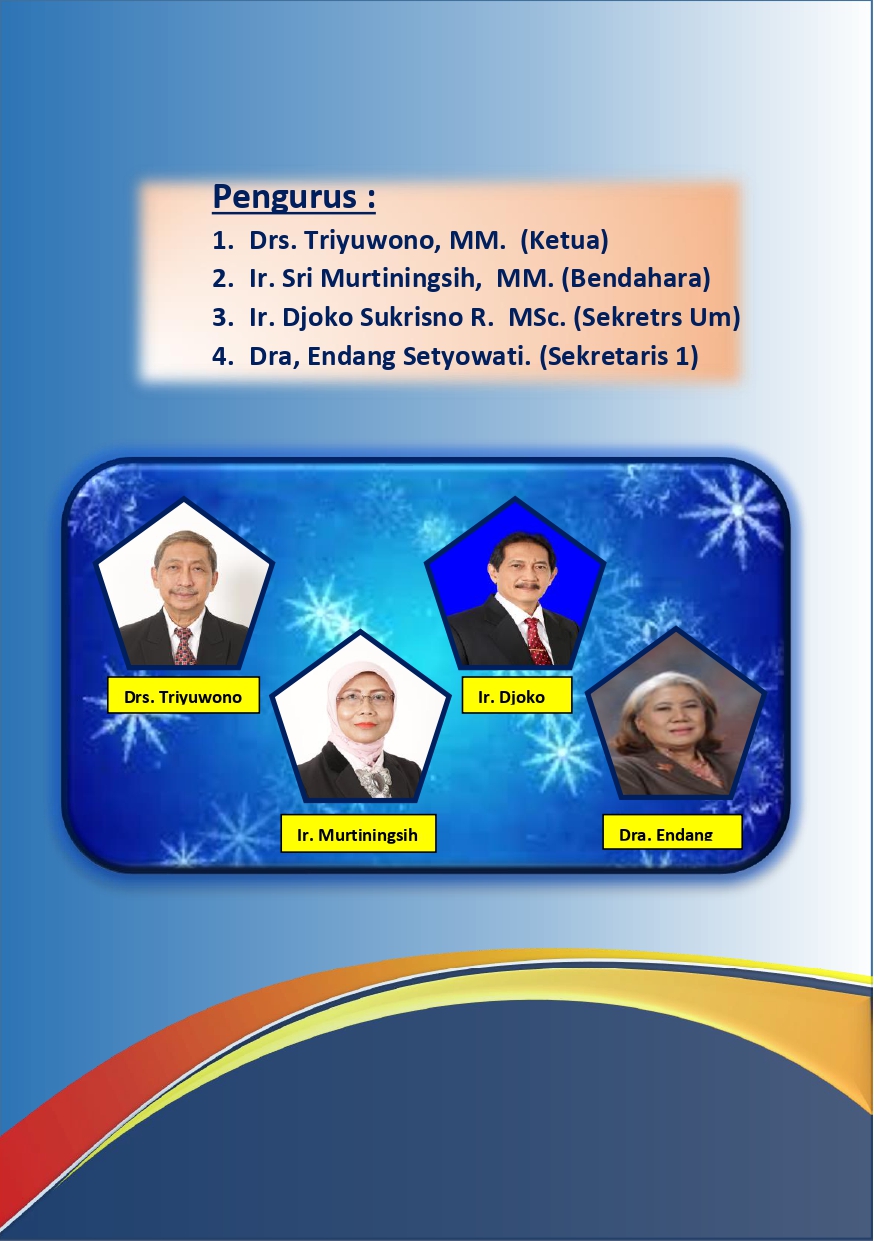 Pengurus :
1. Drs. Triyuwono, MM. (Ketua)
2. Ir. Sri Murtiningsih, MM. (Bendahara)
3. Ir. Djoko Sukrisno R. MSc. (Sekretrs Um)
4. Dra, Endang Setyowati. (Sekretaris 1)
Drs. Triyuwono
Ir. Djoko
Ir. Murtiningsih
Dra. Endang